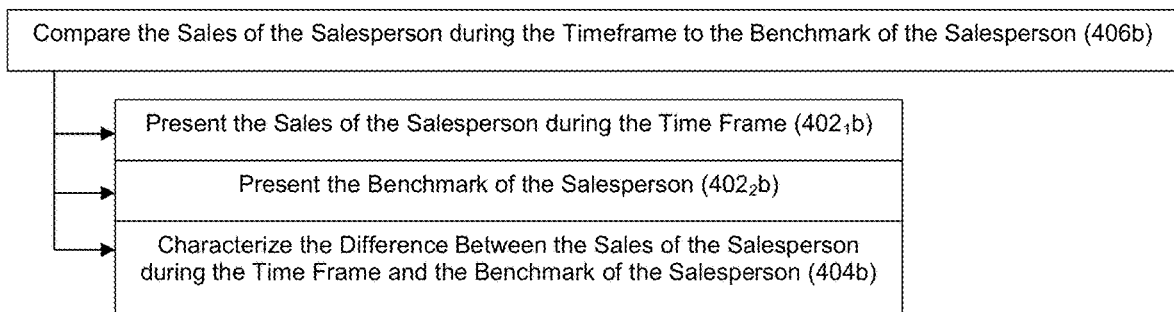 Compare the Sales of the Salesperson during the Timeframe to the Benchmark of the Salesperson (406b)
Present the Sales of the Salesperson during the Time Frame (402₁b)
Present the Benchmark of the Salesperson (402₂b)
Characterize the Difference Between the Sales of the Salesperson
during the Time Frame and the Benchmark of the Salesperson (404b)